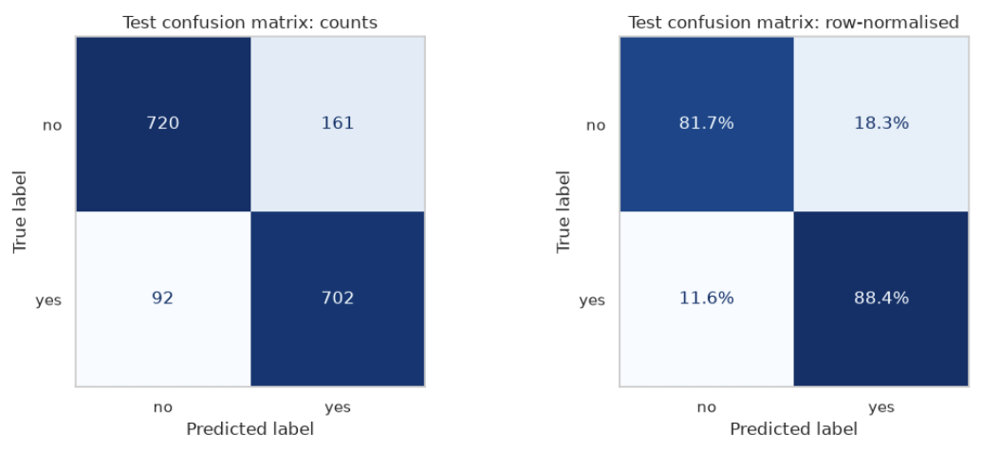 Test confusion matrix: counts
no
720
161
True label
yes
92
702
no
yes
Predicted label
Test confusion matrix: row-normalised
no
81.7%
18.3%
True label
yes
11.6%
88.4%
no
yes
Predicted label